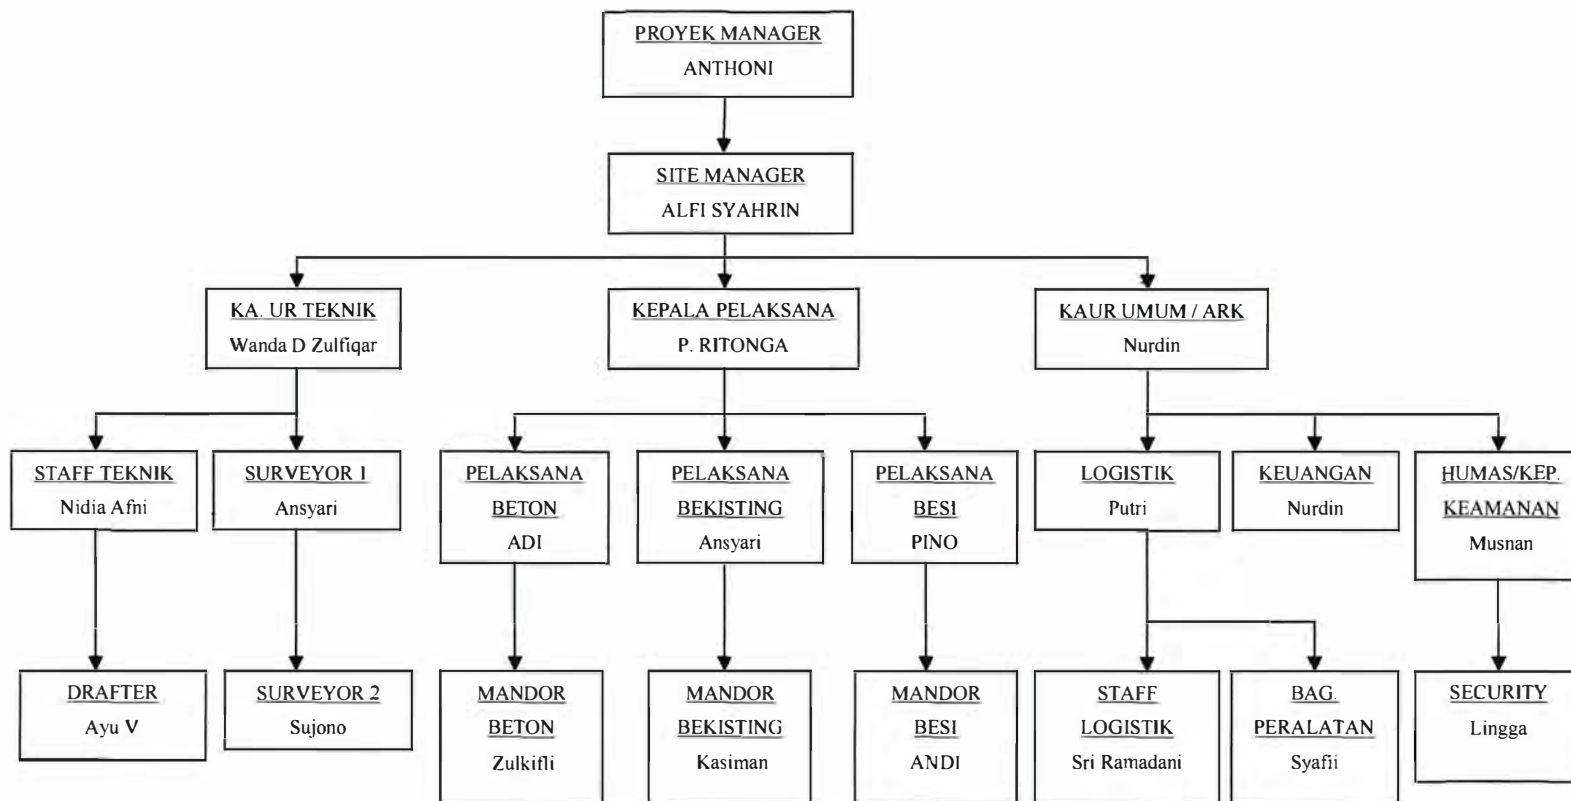 PROYEK MANAGER
ANTHONI
SITE MANAGER
ALFI SYAHRIN
KA. UR TEKNIK
Wanda D Zulfiqar
KEPALA PELAKSANA
P. RITONGA
KAUR UMUM / ARK
Nurdin
STAFF TEKNIK
Nidia Afni
SURVEYOR 1
Ansyari
PELAKSANA
BETON
ADI
PELAKSANA
BEKISTING
Ansyari
PELAKSANA
BESI
PINO
LOGISTIK
Putri
KEUANGAN
Nurdin
HUMAS/KEP.
KEAMANAN
Musnan
DRAFTER
Ayu V
SURVEYOR 2
Sujono
MANDOR
BETON
Zulkifli
MANDOR
BEKISTING
Kasiman
MANDOR
BESI
ANDI
STAFF
LOGISTIK
Sri Ramadani
BAG.
PERALATAN
Syafii
SECURITY
Lingga